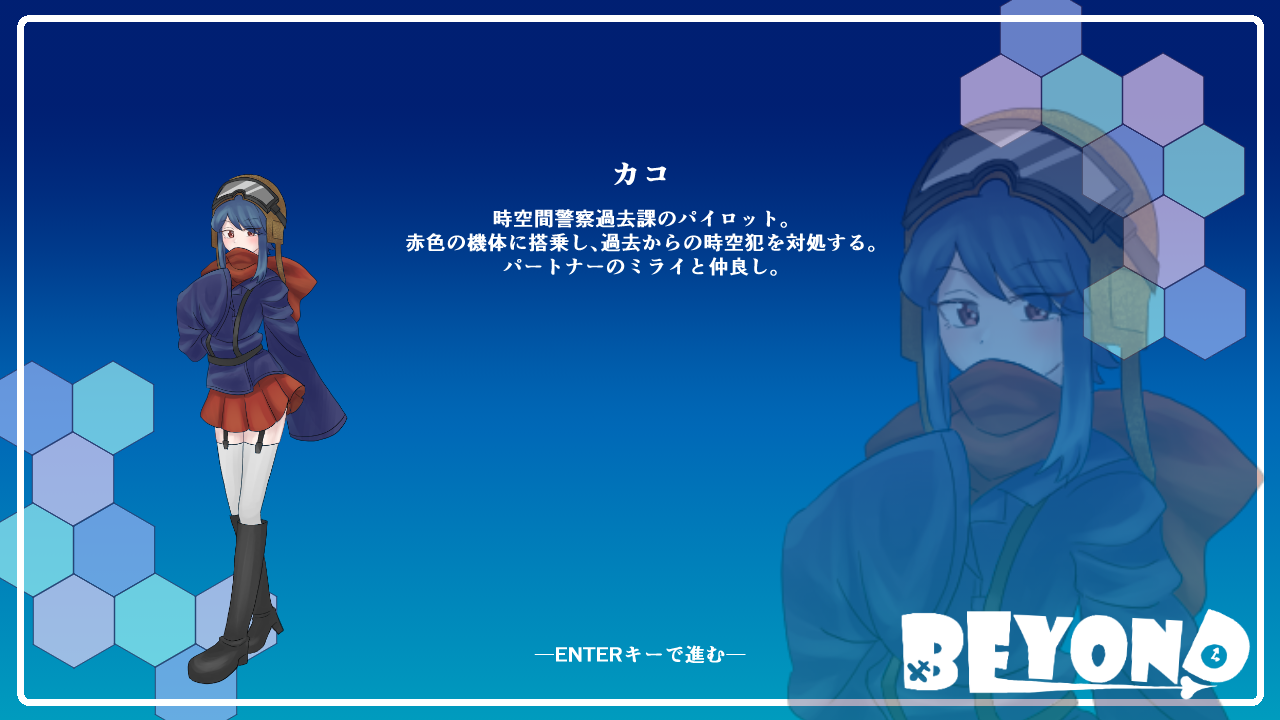 カコ
時空間警察過去課のパイロット。
赤色の機体に搭乗し、過去からの時空犯を対処する。
パートナーのミライと仲良し。
―ENTERキーで進む―
BEYOND
2